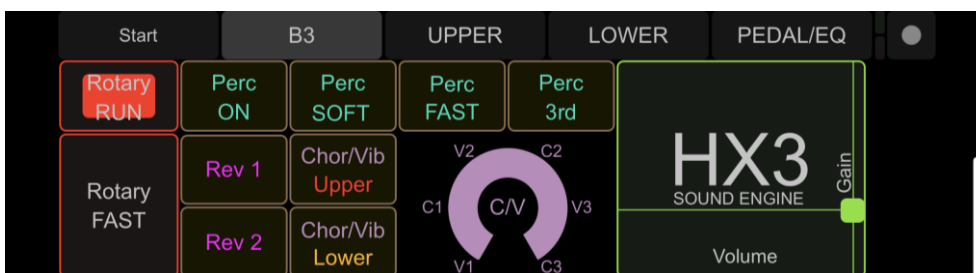 Start B3 UPPER LOWER PEDAL/EQ
Rotary RUN
Perc ON
Perc SOFT
Perc FAST
Perc 3rd
HX3
SOUND ENGINE
Gain
Rotary FAST
Rev 1
Chor/Vib Upper
V2 C2
C1 C/V V3
V1 C3
Rev 2
Chor/Vib Lower
Volume